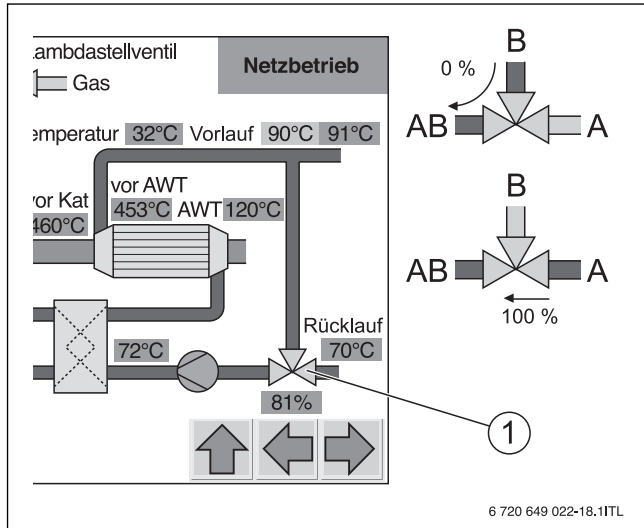 ambdastellventil
Gas
Netzbetrieb
emperatur 32°C Vorlauf 90°C 91°C
vor Kat
460°C
vor AWT
453°C AWT 120°C
72°C
Rücklauf
70°C
81%
1
B
0 %
AB A
B
AB A
100 %
6 720 649 022-18.1ITL